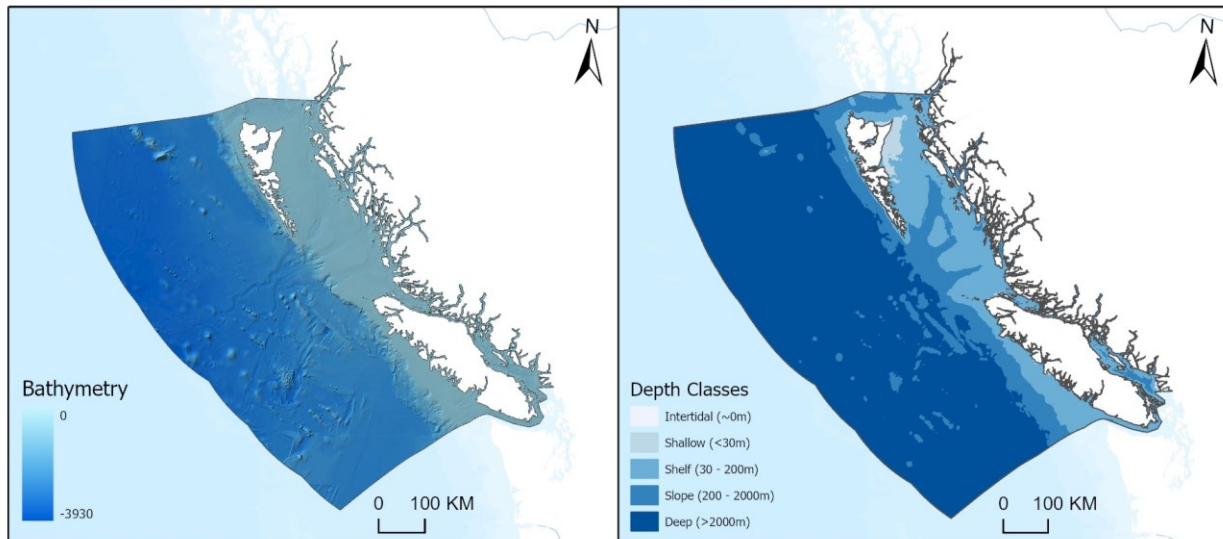 N
Bathymetry
0
-3930
0 100 KM
N
Depth Classes
Intertidal (~0m)
Shallow (<30m)
Shelf (30 - 200m)
Slope (200 - 2000m)
Deep (>2000m)
0 100 KM